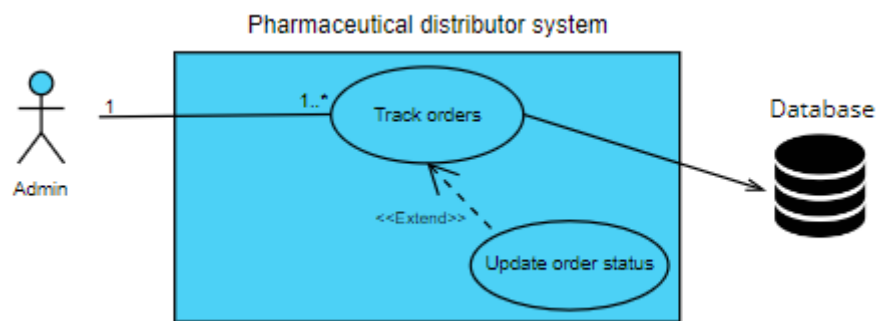 Pharmaceutical distributor system
1
1..*
Track orders
Database
Admin
<<Extend>>
Update order status